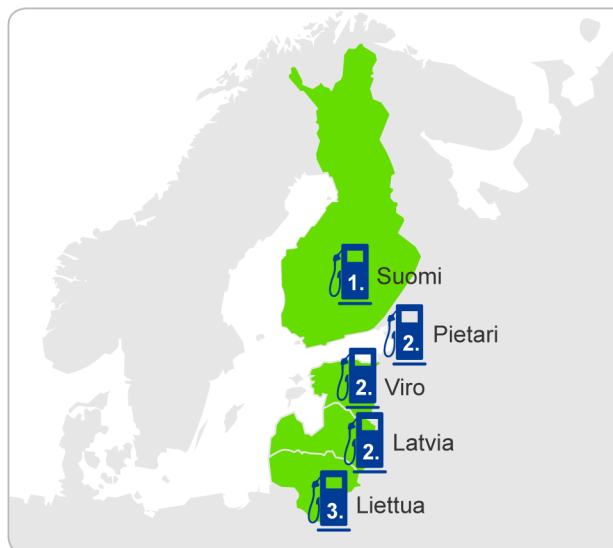 1. Suomi
2. Pietari
2. Viro
2. Latvia
3. Liettua